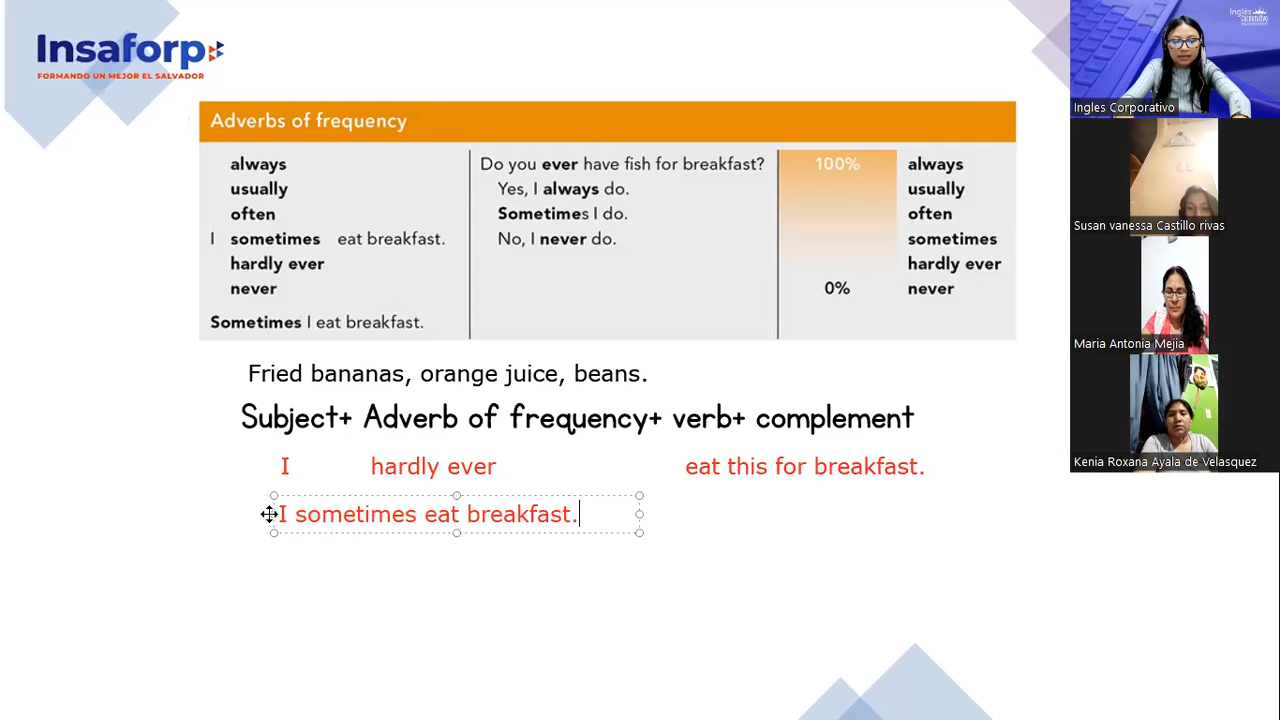 Insaforp
FORMANDO UN MEJOR EL SALVADOR
Adverbs of frequency
always
usually
often
I sometimes eat breakfast.
hardly ever
never
Sometimes I eat breakfast.
Do you ever have fish for breakfast?
Yes, I always do.
Sometimes I do.
No, I never do.
100%
0%
always
usually
often
sometimes
hardly ever
never
Fried bananas, orange juice, beans.
Subject+ Adverb of frequency+ verb+ complement
I hardly ever eat this for breakfast.
I sometimes eat breakfast.
Ingles
corporativo
Ingles Corporativo
Susan vanessa Castillo rivas
Maria Antonia Mejia
Kenia Roxana Ayala de Velasquez